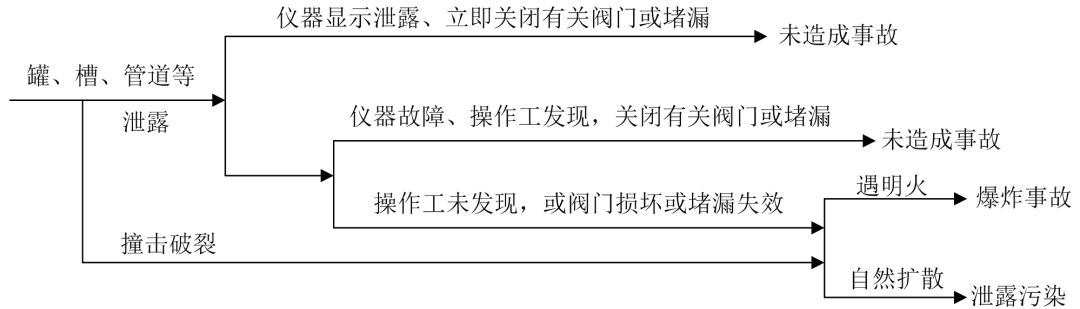 仪器显示泄露、立即关闭有关阀门或堵漏
未造成事故
罐、槽、管道等
泄露
仪器故障、操作工发现，关闭有关阀门或堵漏
未造成事故
操作工未发现，或阀门损坏或堵漏失效
遇明火
爆炸事故
撞击破裂
自然扩散
泄露污染